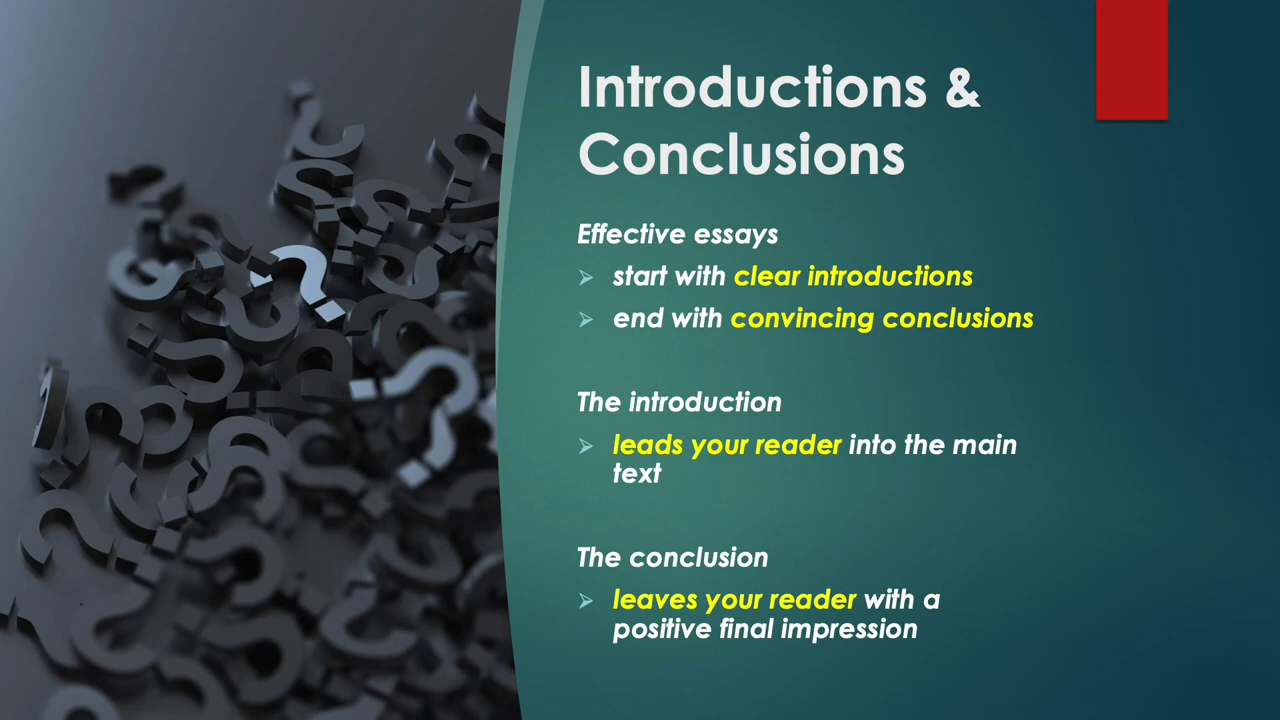 Introductions &
Conclusions
Effective essays
start with clear introductions
end with convincing conclusions
The introduction
leads your reader into the main
text
The conclusion
leaves your reader with a
positive final impression